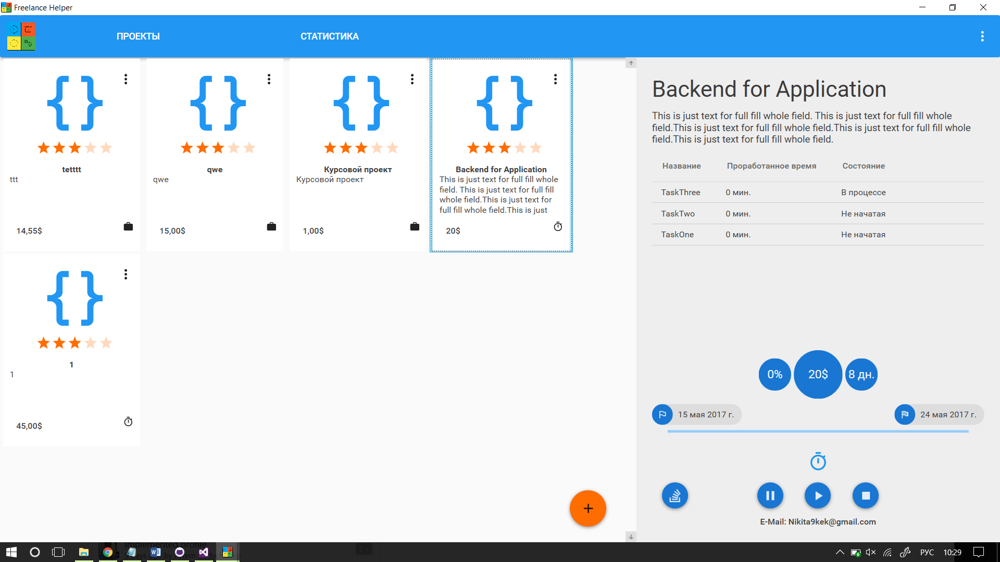 Freelance Helper
ПРОЕКТЫ
СТАТИСТИКА
tetttt
ttt
14,55$
qwe
qwe
15,00$
Курсовой проект
Курсовой проект
1,00$
Backend for Application
This is just text for full fill whole
field. This is just text for full fill
whole field.This is just text for
full fill whole field.This is just
20$
1
1
45,00$
Backend for Application
This is just text for full fill whole field. This is just text for full fill whole
field.This is just text for full fill whole field.This is just text for full fill whole
field.This is just text for full fill whole field.
Название Проработанное время Состояние
TaskThree 0 мин. В процессе
TaskTwo 0 мин. Не начатая
TaskOne 0 мин. Не начатая
0% 20$ 8 дн.
15 мая 2017 г. 24 мая 2017 г.
E-Mail: Nikita9kek@gmail.com
Implemented profile
РУС 10:29